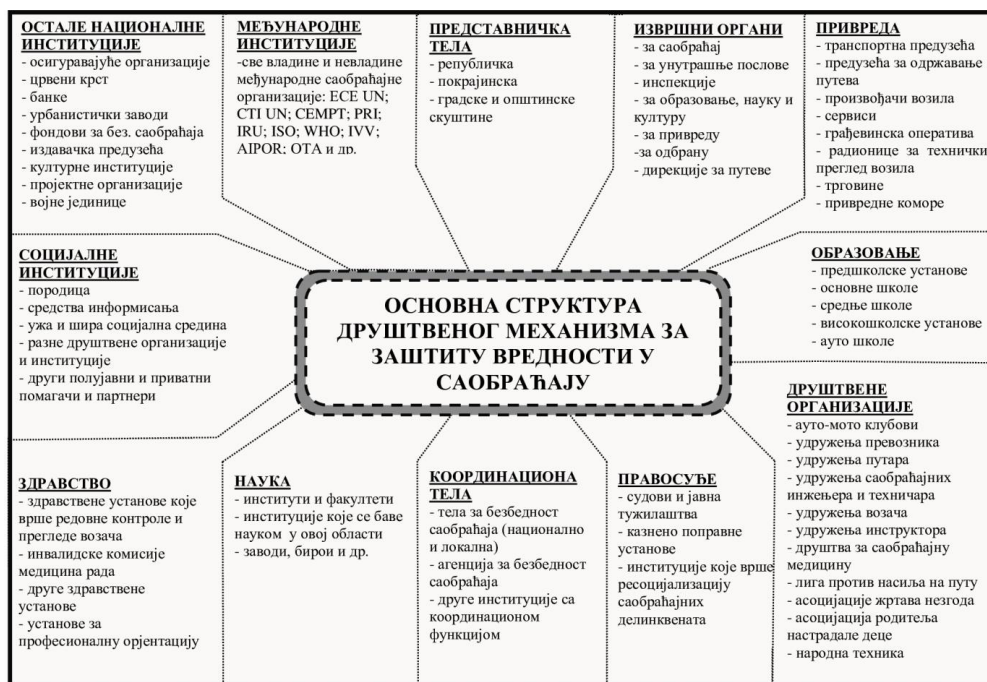 ОСТАЛЕ НАЦИОНАЛНЕ
ИНСТИТУЦИЈЕ
- осигуравајуће организације
- црвени крст
- банке
- урбанистички заводи
- фондови за без. саобраћаја
- издавачка предузећа
- културне институције
- пројектне организације
- војне јединице
МЕЂУНАРОДНЕ
ИНСТИТУЦИЈЕ
-све владине и невладине
међународне саобраћајне
организације: ECE UN;
CTI UN; CEMPT; PRI;
IRU; ISO; WHO; IVV;
AIPOR; OTA и др.
ПРЕДСТАВНИЧКА
ТЕЛА
- републичка
- покрајинска
- градске и општинске
скуштине
ИЗВРШНИ ОРГАНИ
- за саобраћај
- за унутрашње послове
- инспекције
- за образовање, науку и
културу
- за привреду
-за одбрану
- дирекције за путеве
ПРИВРЕДА
- транспортна предузећа
- предузећа за одржавање
путева
- произвођачи возила
- сервиси
- грађевинска оператива
- радионице за технички
преглед возила
- трговине
- привредне коморе
СОЦИЈАЛНЕ
ИНСТИТУЦИЈЕ
- породица
- средства информисања
- ужа и шира социјална средина
- разне друштвене организације
и институције
- други полујавни и приватни
помагачи и партнери
ОСНОВНА СТРУКТУРА
ДРУШТВЕНОГ МЕХАНИЗМА ЗА
ЗАШТИТУ ВРЕДНОСТИ У
САОБРАЋАЈУ
ОБРАЗОВАЊЕ
- предшколске установе
- основне школе
- средње школе
- високошколске установе
- ауто школе
ЗДРАВСТВО
- здравствене установе које
врше редовне контроле и
прегледе возача
- инвалидске комисије
медицина рада
- друге здравствене
установе
- установе за
професионалну орјентацију
НАУКА
- институти и факултети
- институције које се баве
науком у овој области
- заводи, бирои и др.
КООРДИНАЦИОНА
ТЕЛА
- тела за безбедност
саобраћаја (национално
и локална)
- агенција за безбедност
саобраћаја
- друге институције са
координационом
функцијом
ПРАВОСУЂЕ
- судови и јавна
тужилаштва
- казнено поправне
установе
- институције које врше
ресоцијализацију
саобраћајних
делинквената
ДРУШТВЕНЕ
ОРГАНИЗАЦИЈЕ
- ауто-мото клубови
- удружења превозника
- удружења путара
- удружења саобраћајних
инжењера и техничара
- удружења возача
- удружења инструктора
- друштва за саобраћајну
медицину
- лига против насиља на путу
- асоцијације жртава незгода
- асоцијација родитеља
настрадале деце
- народна техника